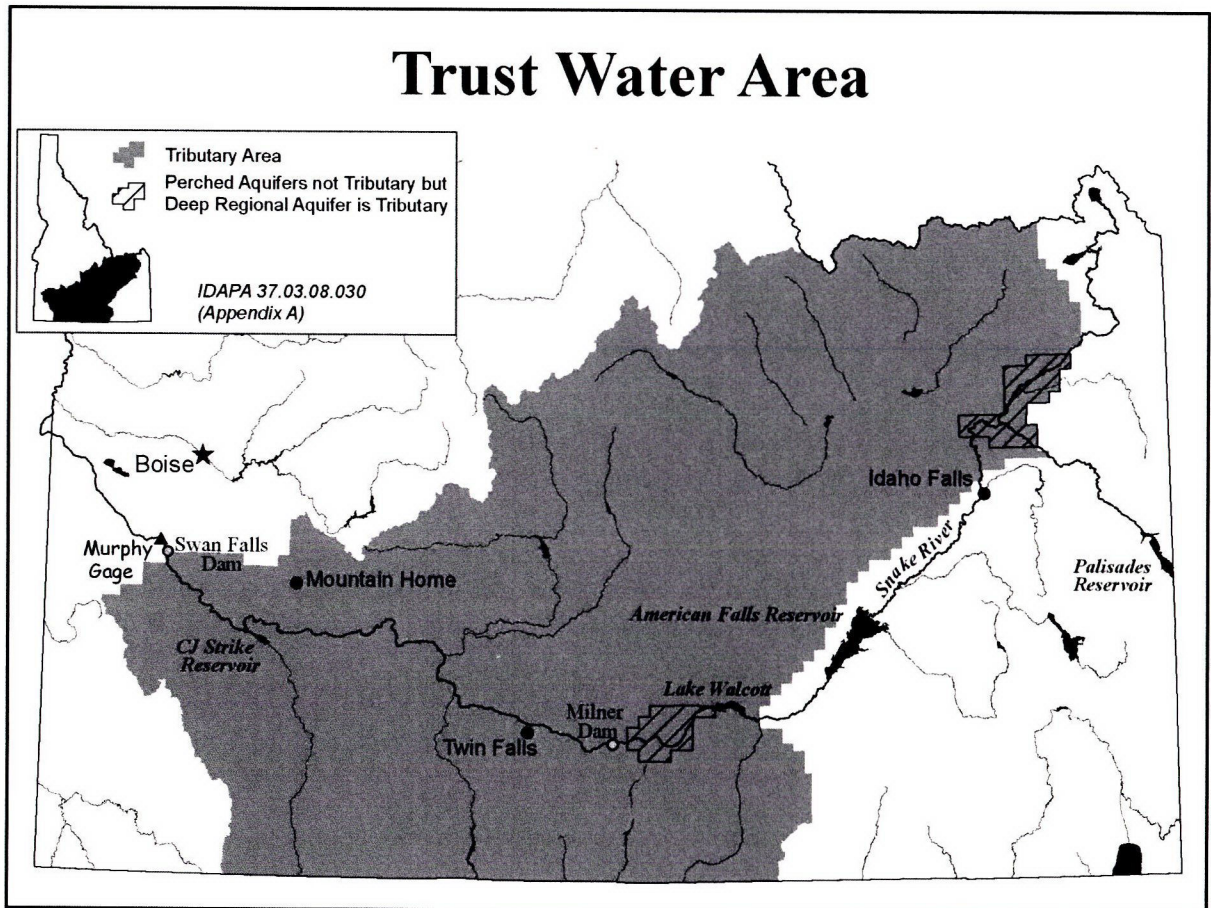 Trust Water Area
Tributary Area
Perched Aquifers not Tributary but
Deep Regional Aquifer is Tributary
IDAPA 37.03.08.030
(Appendix A)
Boise
Idaho Falls
Murphy
Gage
Swan Falls
Dam
Mountain Home
Snake River
Palisades
Reservoir
American Falls Reservoir
CJ Strike
Reservoir
Lake Walcott
Milner
Dam
Twin Falls